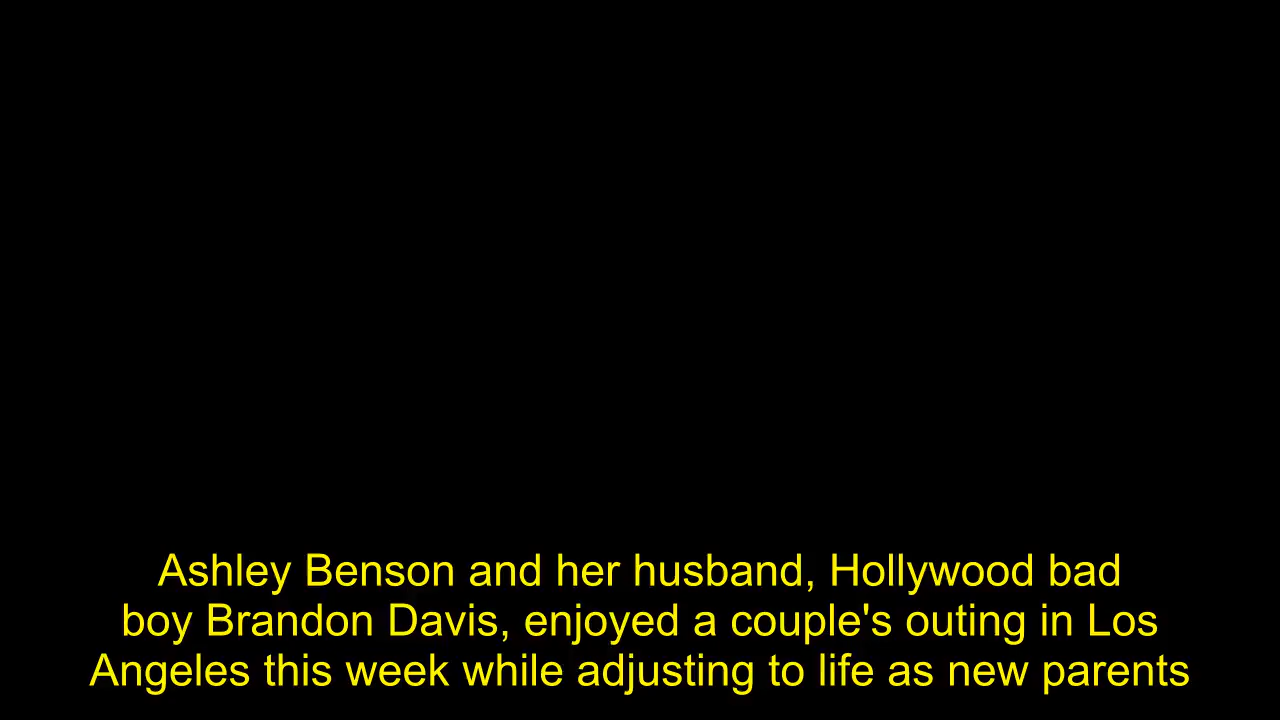 Ashley Benson and her husband, Hollywood bad
boy Brandon Davis, enjoyed a couple's outing in Los
Angeles this week while adjusting to life as new parents